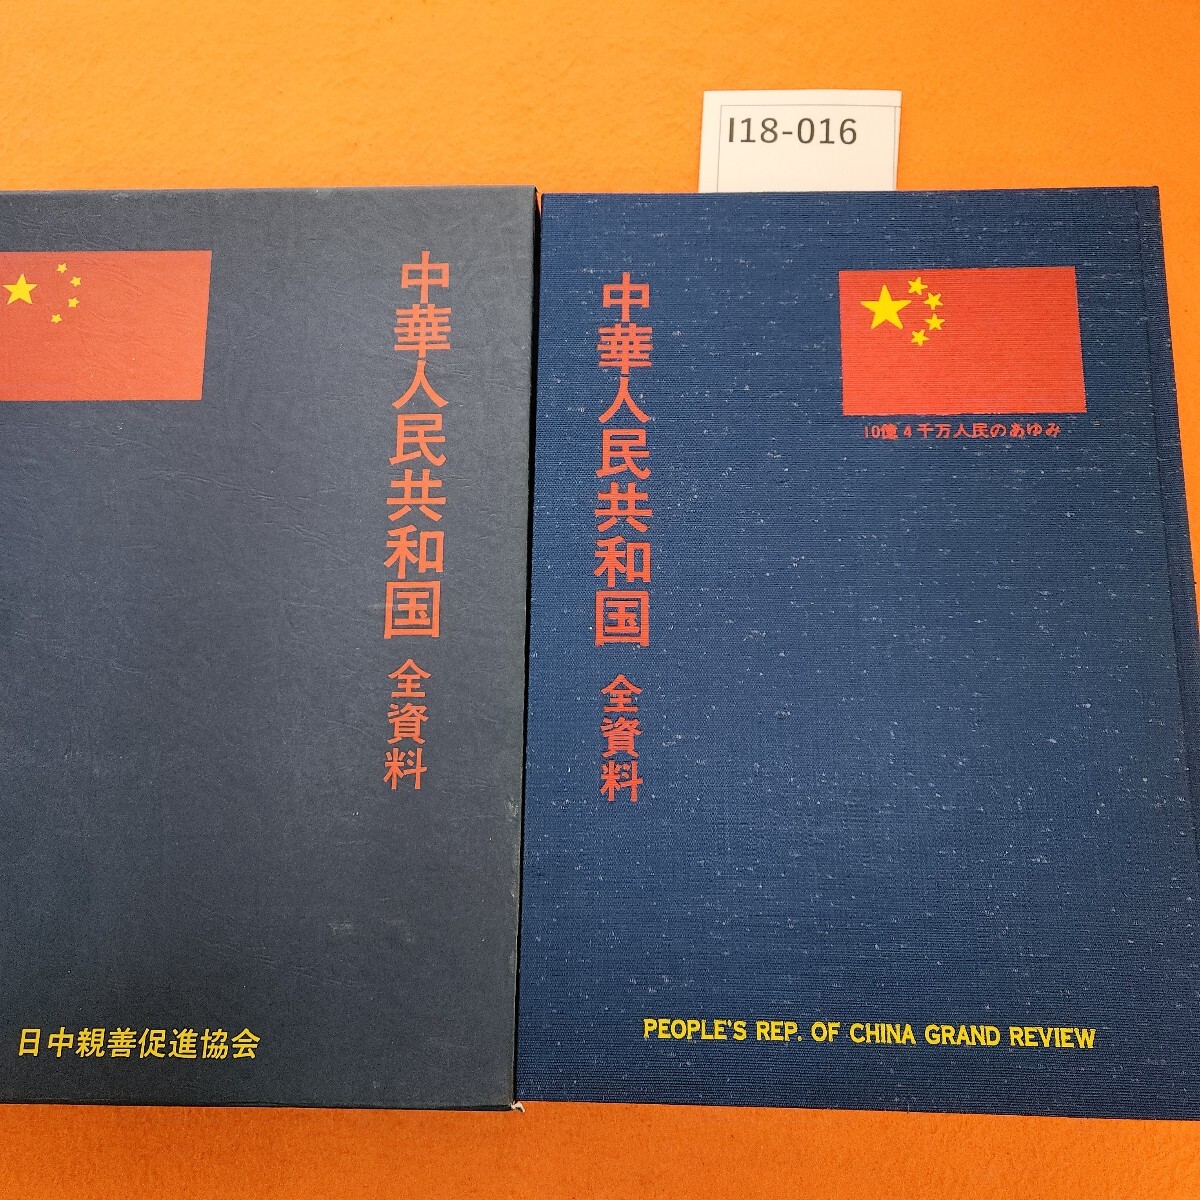 I18-016
中華人民共和国 全資料
日中親善促進協会
中華人民共和国 全資料
10億4千万人民のあゆみ
PEOPLE'S REP. OF CHINA GRAND REVIEW